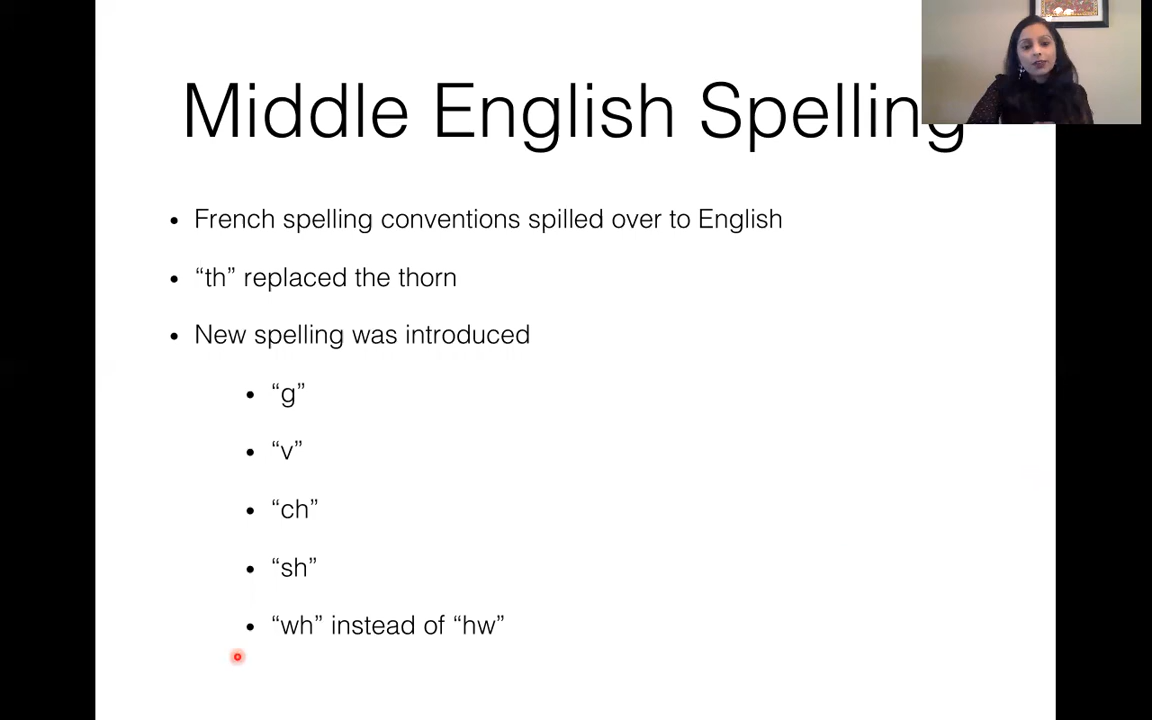 Middle English Spelling
• French spelling conventions spilled over to English
• “th” replaced the thorn
• New spelling was introduced
• “g”
• “v”
• “ch”
• “sh”
• “wh” instead of “hw”